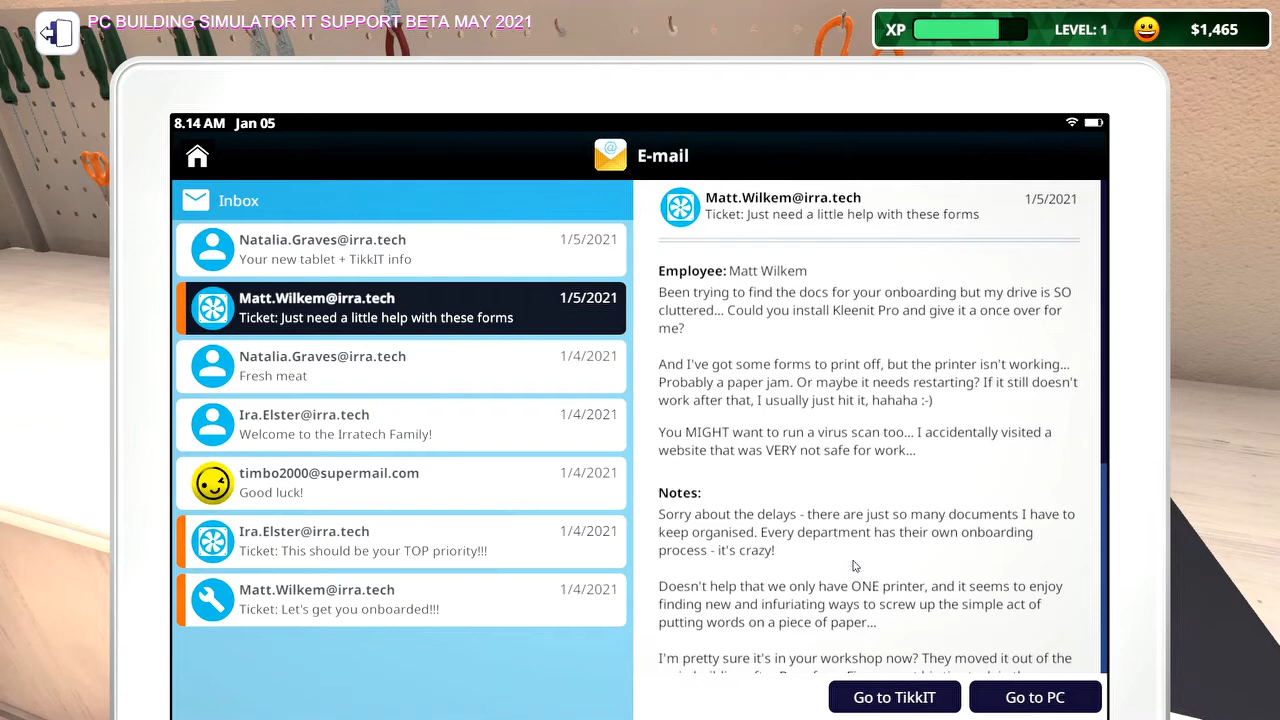 PC BUILDING SIMULATOR IT SUPPORT BETA MAY 2021
XP LEVEL: 1 $1,465
8.14 AM Jan 05
E-mail
Inbox
Natalia.Graves@irra.tech 1/5/2021
Your new tablet + TikkIT info
Matt.Wilkem@irra.tech 1/5/2021
Ticket: Just need a little help with these forms
Natalia.Graves@irra.tech 1/4/2021
Fresh meat
Ira.Elster@irra.tech 1/4/2021
Welcome to the Irratech Family!
timbo2000@supermail.com 1/4/2021
Good luck!
Ira.Elster@irra.tech 1/4/2021
Ticket: This should be your TOP priority!!!
Matt.Wilkem@irra.tech 1/4/2021
Ticket: Let's get you onboarded!!!
Matt.Wilkem@irra.tech 1/5/2021
Ticket: Just need a little help with these forms
Employee: Matt Wilkem
Been trying to find the docs for your onboarding but my drive is SO
cluttered... Could you install Kleenit Pro and give it a once over for
me?
And I've got some forms to print off, but the printer isn't working...
Probably a paper jam. Or maybe it needs restarting? If it still doesn't
work after that, I usually just hit it, hahaha :-)
You MIGHT want to run a virus scan too... I accidentally visited a
website that was VERY not safe for work...
Notes:
Sorry about the delays - there are just so many documents I have to
keep organised. Every department has their own onboarding
process - it's crazy!
Doesn't help that we only have ONE printer, and it seems to enjoy
finding new and infuriating ways to screw up the simple act of
putting words on a piece of paper...
I'm pretty sure it's in your workshop now? They moved it out of the
Go to TikkIT
Go to PC